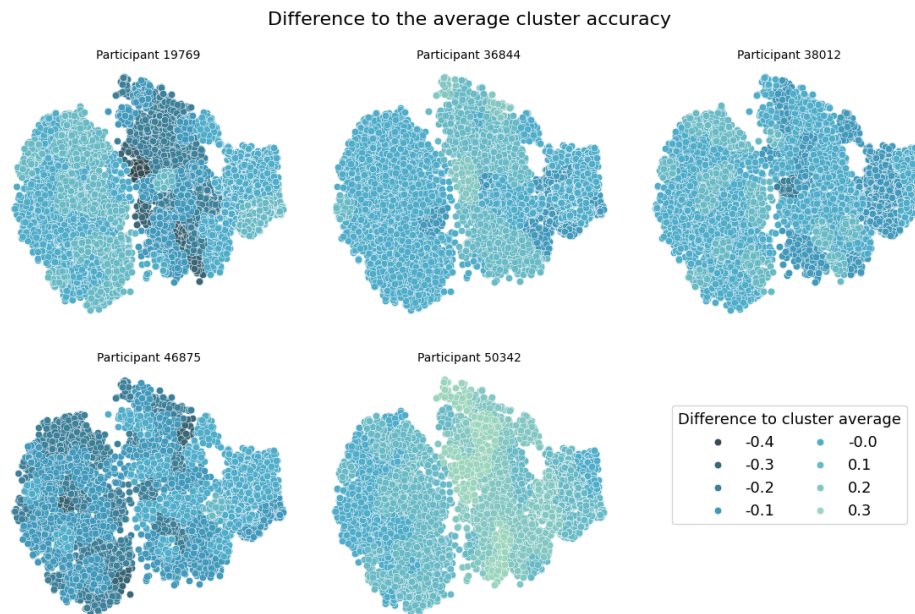 Difference to the average cluster accuracy
Participant 19769
Participant 36844
Participant 38012
Participant 46875
Participant 50342
Difference to cluster average
-0.4
-0.3
-0.2
-0.1
-0.0
0.1
0.2
0.3